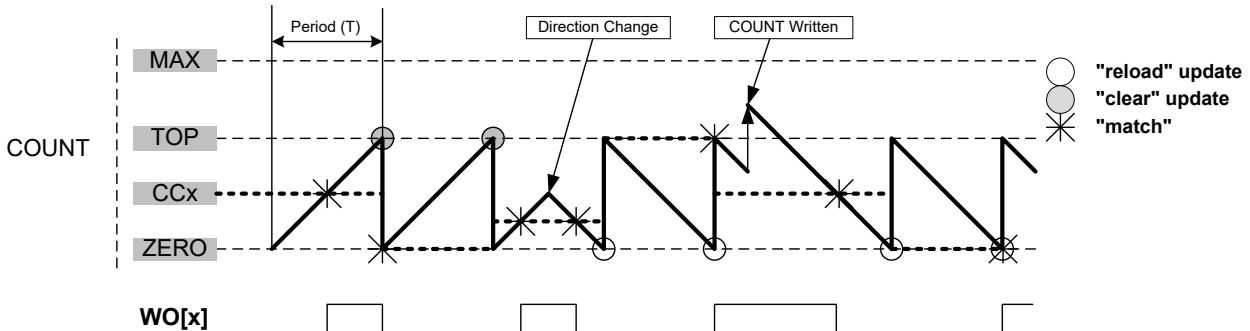 Period (T)
Direction Change
COUNT Written
MAX
"reload" update
"clear" update
TOP
"match"
COUNT
CCx
ZERO
WO[x]